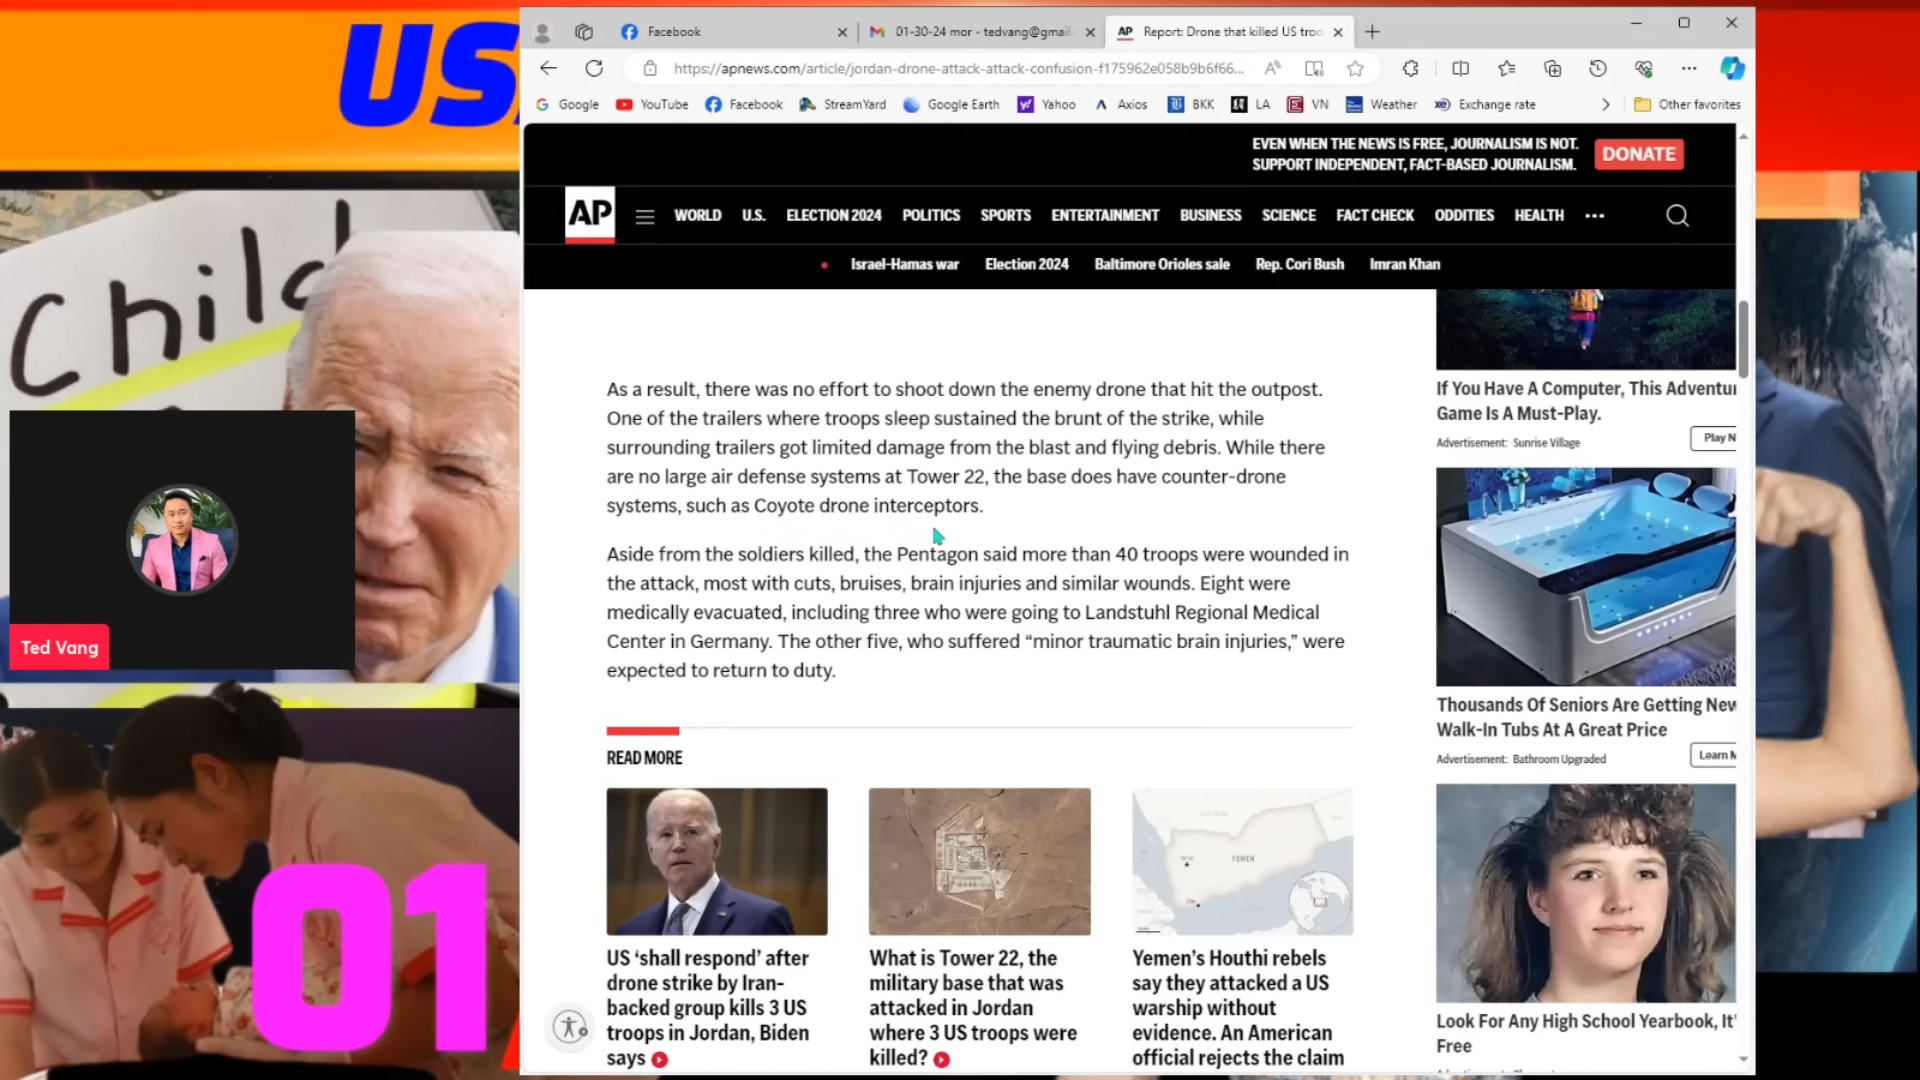 US
Child
Ted Vang
01
Facebook
01-30-24 mor - tedvang@gmail.
AP
Report: Drone that killed US troo
https://apnews.com/article/jordan-drone-attack-attack-confusion-f175962e058b9b6f66...
Google
YouTube
Facebook
StreamYard
Google Earth
Yahoo
Axios
BKK
LA
VN
Weather
Exchange rate
Other favorites
EVEN WHEN THE NEWS IS FREE, JOURNALISM IS NOT.
SUPPORT INDEPENDENT, FACT-BASED JOURNALISM.
DONATE
AP
WORLD
U.S.
ELECTION 2024
POLITICS
SPORTS
ENTERTAINMENT
BUSINESS
SCIENCE
FACT CHECK
ODDITIES
HEALTH
Israel-Hamas war
Election 2024
Baltimore Orioles sale
Rep. Cori Bush
Imran Khan
As a result, there was no effort to shoot down the enemy drone that hit the outpost.
One of the trailers where troops sleep sustained the brunt of the strike, while
surrounding trailers got limited damage from the blast and flying debris. While there
are no large air defense systems at Tower 22, the base does have counter-drone
systems, such as Coyote drone interceptors.
Aside from the soldiers killed, the Pentagon said more than 40 troops were wounded in
the attack, most with cuts, bruises, brain injuries and similar wounds. Eight were
medically evacuated, including three who were going to Landstuhl Regional Medical
Center in Germany. The other five, who suffered “minor traumatic brain injuries,” were
expected to return to duty.
READ MORE
US ‘shall respond’ after
drone strike by Iran-
backed group kills 3 US
troops in Jordan, Biden
says
What is Tower 22, the
military base that was
attacked in Jordan
where 3 US troops were
killed?
YEMEN
Yemen’s Houthi rebels
say they attacked a US
warship without
evidence. An American
official rejects the claim
If You Have A Computer, This Adventur
Game Is A Must-Play.
Advertisement: Sunrise Village
Play N
Thousands Of Seniors Are Getting New
Walk-In Tubs At A Great Price
Advertisement: Bathroom Upgraded
Learn M
Look For Any High School Yearbook, It'
Free